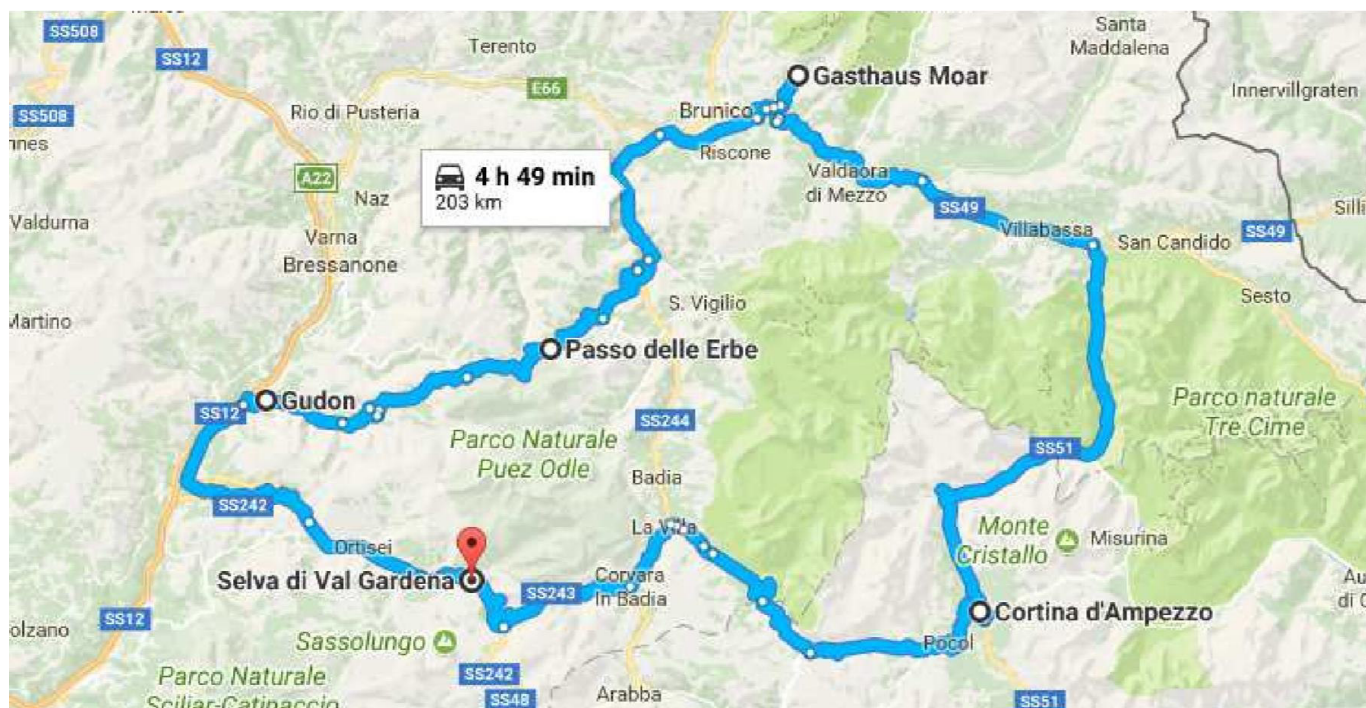 SS508
SS12
Terento
Santa
Maddalena
Gasthaus Moar
Innervillgraten
E66
Rio di Pusteria
Brunico
SS508
Riscone
4 h 49 min
203 km
A22
Naz
Valdaora
di Mezzo
Valdurna
SS49
Villabassa
San Candido
SS49
Varna
Bressanone
S. Vigilio
Sesto
Passo delle Erbe
Gudon
SS12
SS244
Parco naturale
Tre Cime
Parco Naturale
Puez Odle
SS51
Badia
SS242
La Villa
Monte
Cristallo
Misurina
Ortisei
Selva di Val Gardena
Corvara
In Badia
SS243
Cortina d'Ampezzo
SS12
Sassolungo
Pocol
SS242
SS48
Arabba
SS51
Parco Naturale
Sciliar-Catinaccio